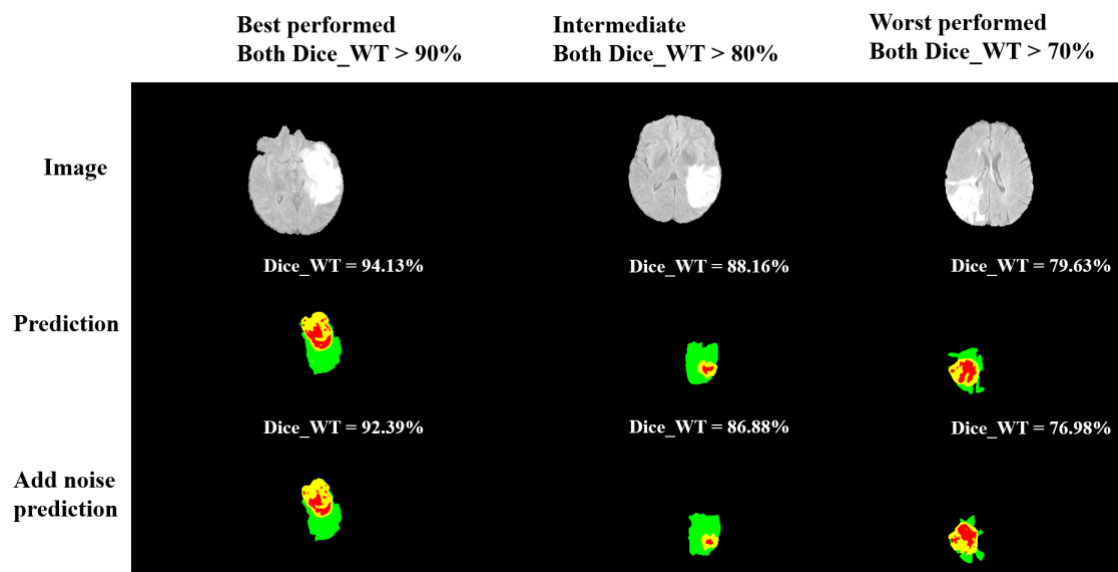 Best performed
Both Dice_WT > 90%
Intermediate
Both Dice_WT > 80%
Worst performed
Both Dice_WT > 70%
Image
Dice_WT = 94.13%
Dice_WT = 88.16%
Dice_WT = 79.63%
Prediction
Dice_WT = 92.39%
Dice_WT = 86.88%
Dice_WT = 76.98%
Add noise
prediction